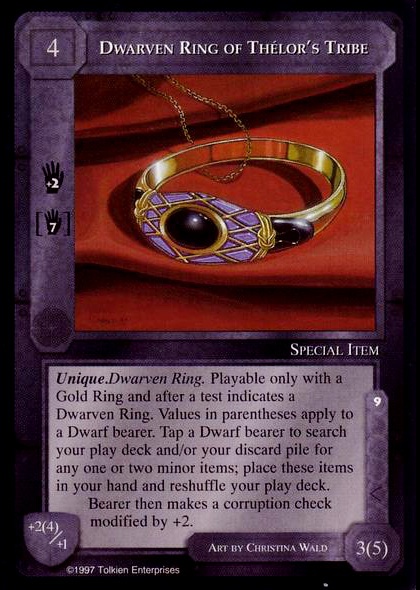 4
DWARVEN RING OF THÉLOR'S TRIBE
+2
[7]
SPECIAL ITEM
Unique.Dwarven Ring. Playable only with a
Gold Ring and after a test indicates a
Dwarven Ring. Values in parentheses apply to
a Dwarf bearer. Tap a Dwarf bearer to search
your play deck and/or your discard pile for
any one or two minor items; place these items
in your hand and reshuffle your play deck.
Bearer then makes a corruption check
modified by +2.
9
+2(4)/+1
ART BY CHRISTINA WALD
3(5)
©1997 Tolkien Enterprises